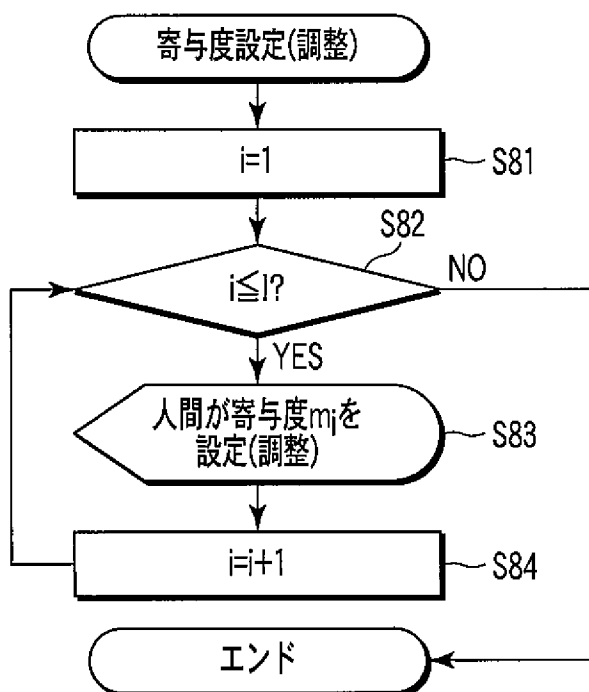 寄与度設定(調整)
i=1
S81
S82
i≦I?
NO
YES
人間が寄与度miを
設定(調整)
S83
i=i+1
S84
エンド